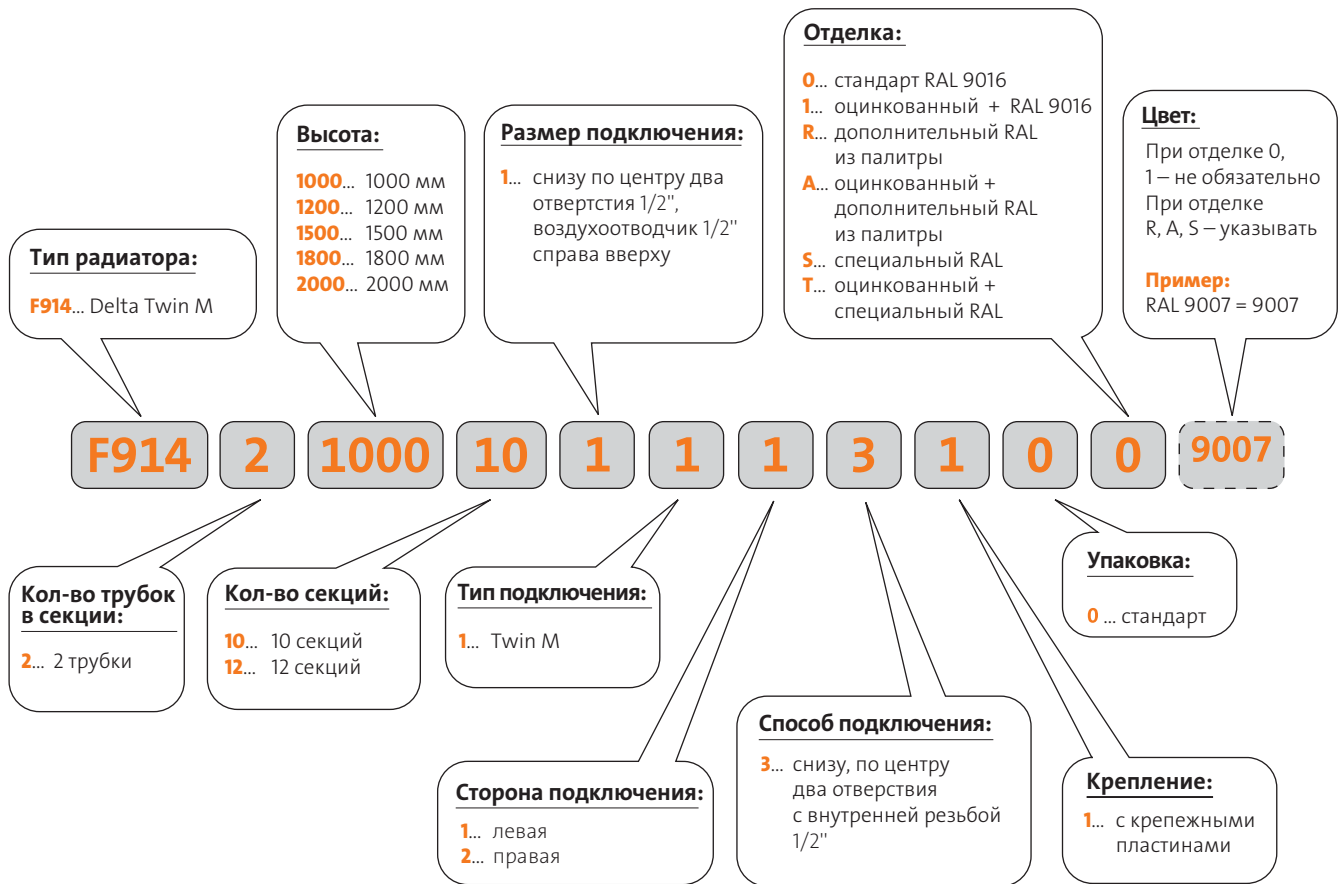 Отделка:
0... стандарт RAL 9016
1... оцинкованный + RAL 9016
R... дополнительный RAL
из палитры
A... оцинкованный +
дополнительный RAL
из палитры
S... специальный RAL
T... оцинкованный +
специальный RAL
Цвет:
При отделке 0,
1 – не обязательно
При отделке
R, A, S – указывать
Пример:
RAL 9007 = 9007
Высота:
1000... 1000 мм
1200... 1200 мм
1500... 1500 мм
1800... 1800 мм
2000... 2000 мм
Размер подключения:
1... снизу по центру два
отвертстия 1/2",
воздухоотводчик 1/2"
справа вверху
Тип радиатора:
F914... Delta Twin M
F914 2 1000 10 1 1 1 3 1 0 0 9007
Кол-во трубок
в секции:
2... 2 трубки
Кол-во секций:
10... 10 секций
12... 12 секций
Тип подключения:
1... Twin M
Упаковка:
0 ... стандарт
Сторона подключения:
1... левая
2... правая
Способ подключения:
3... снизу, по центру
два отверствия
с внутренней резьбой
1/2"
Крепление:
1... с крепежными
пластинами